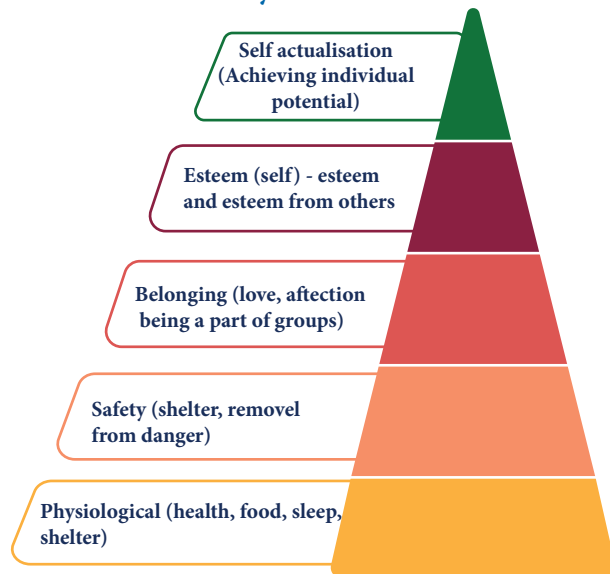 Self actualisation
(Achieving individual
potential)
Esteem (self) - esteem
and esteem from others
Belonging (love, aftection
being a part of groups)
Safety (shelter, removel
from danger)
Physiological (health, food, sleep,
shelter)